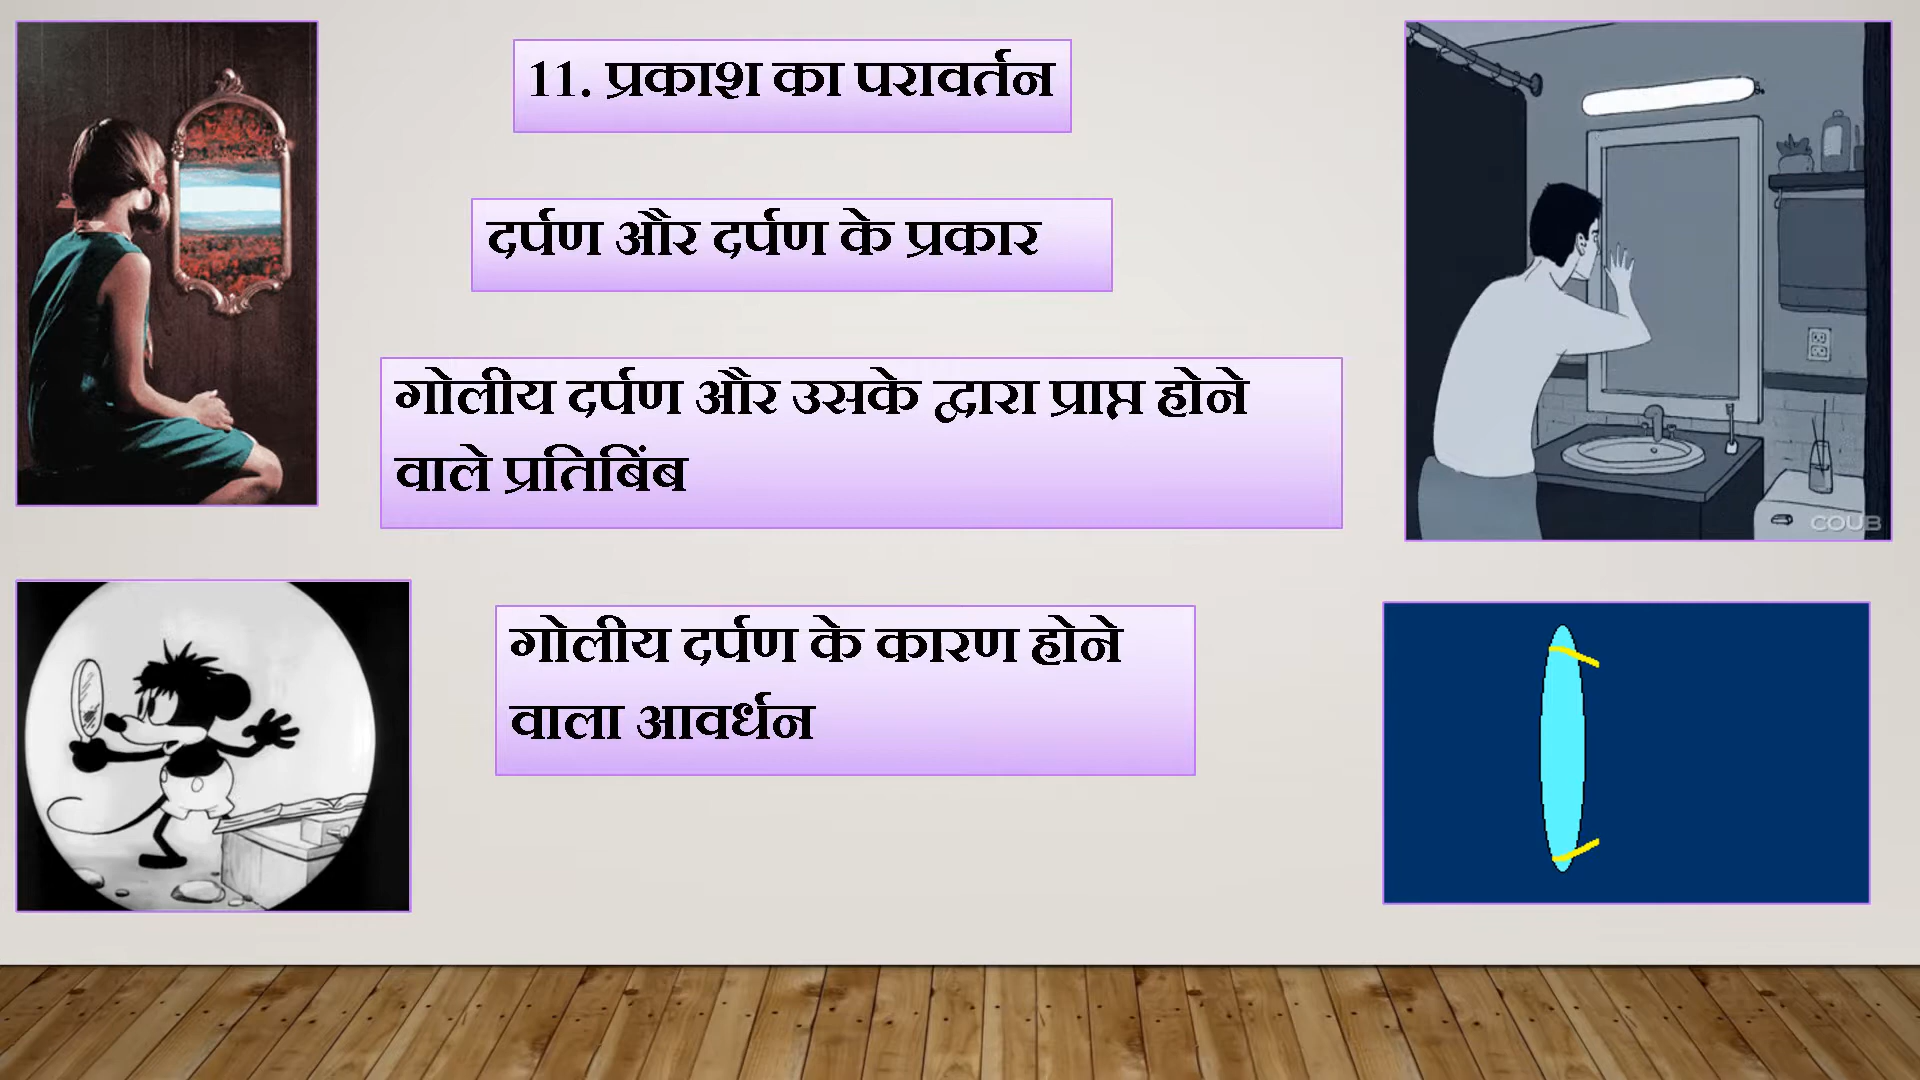 11. प्रकाश का परावर्तन
दर्पण और दर्पण के प्रकार
गोलीय दर्पण और उसके द्वारा प्राप्त होने
वाले प्रतिबिंब
गोलीय दर्पण के कारण होने
वाला आवर्धन
COUB